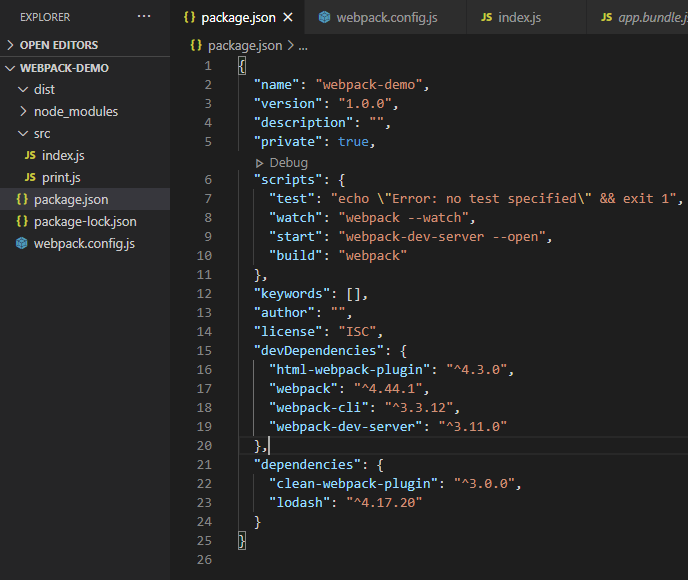 EXPLORER ···
OPEN EDITORS
WEBPACK-DEMO
dist
node_modules
src
JS index.js
JS print.js
{ } package.json
{ } package-lock.json
webpack.config.js
{ } package.json ×
webpack.config.js
JS index.js
JS app.bundle.js
{ } package.json > ...
1 {
2 "name": "webpack-demo",
3 "version": "1.0.0",
4 "description": "",
5 "private": true,
Debug
6 "scripts": {
7 "test": "echo \"Error: no test specified\" && exit 1",
8 "watch": "webpack --watch",
9 "start": "webpack-dev-server --open",
10 "build": "webpack"
11 },
12 "keywords": [],
13 "author": "",
14 "license": "ISC",
15 "devDependencies": {
16 "html-webpack-plugin": "^4.3.0",
17 "webpack": "^4.44.1",
18 "webpack-cli": "^3.3.12",
19 "webpack-dev-server": "^3.11.0"
20 },
21 "dependencies": {
22 "clean-webpack-plugin": "^3.0.0",
23 "lodash": "^4.17.20"
24 }
25 }
26